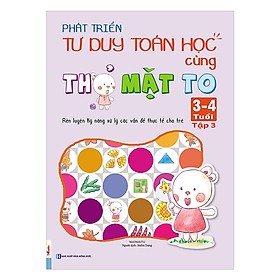 PHÁT TRIỂN
TƯ DUY TOÁN HỌC
cùng
THỎ MẶT TO
3-4
Tuổi
Tập 3
Rèn luyện kỹ năng xử lý các vấn đề thực tế cho trẻ